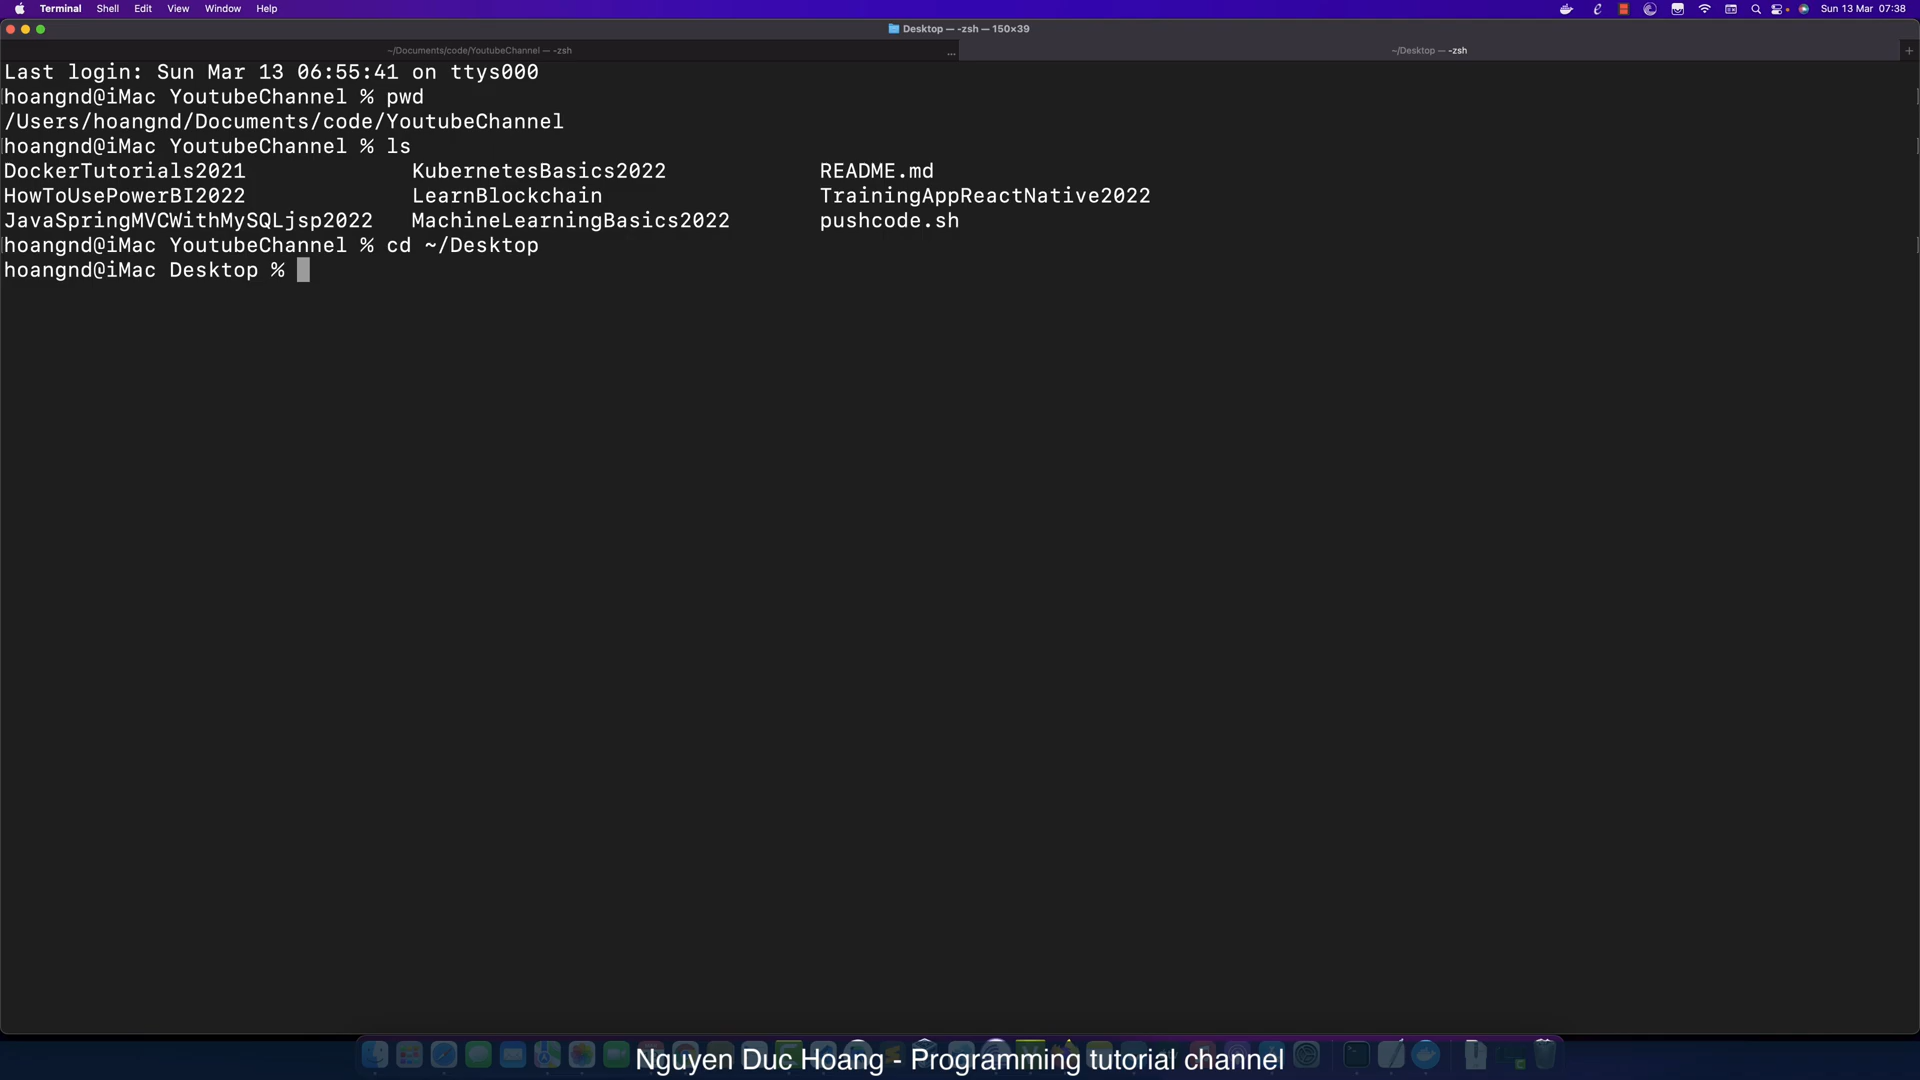 Terminal Shell Edit View Window Help Sun 13 Mar 07:38
Desktop — -zsh — 150×39
~/Documents/code/YoutubeChannel — -zsh ... ~/Desktop — -zsh +
Last login: Sun Mar 13 06:55:41 on ttys000
hoangnd@iMac YoutubeChannel % pwd
/Users/hoangnd/Documents/code/YoutubeChannel
hoangnd@iMac YoutubeChannel % ls
DockerTutorials2021 KubernetesBasics2022 README.md
HowToUsePowerBI2022 LearnBlockchain TrainingAppReactNative2022
JavaSpringMVCWithMySQLjsp2022 MachineLearningBasics2022 pushcode.sh
hoangnd@iMac YoutubeChannel % cd ~/Desktop
hoangnd@iMac Desktop %
Nguyen Duc Hoang - Programming tutorial channel